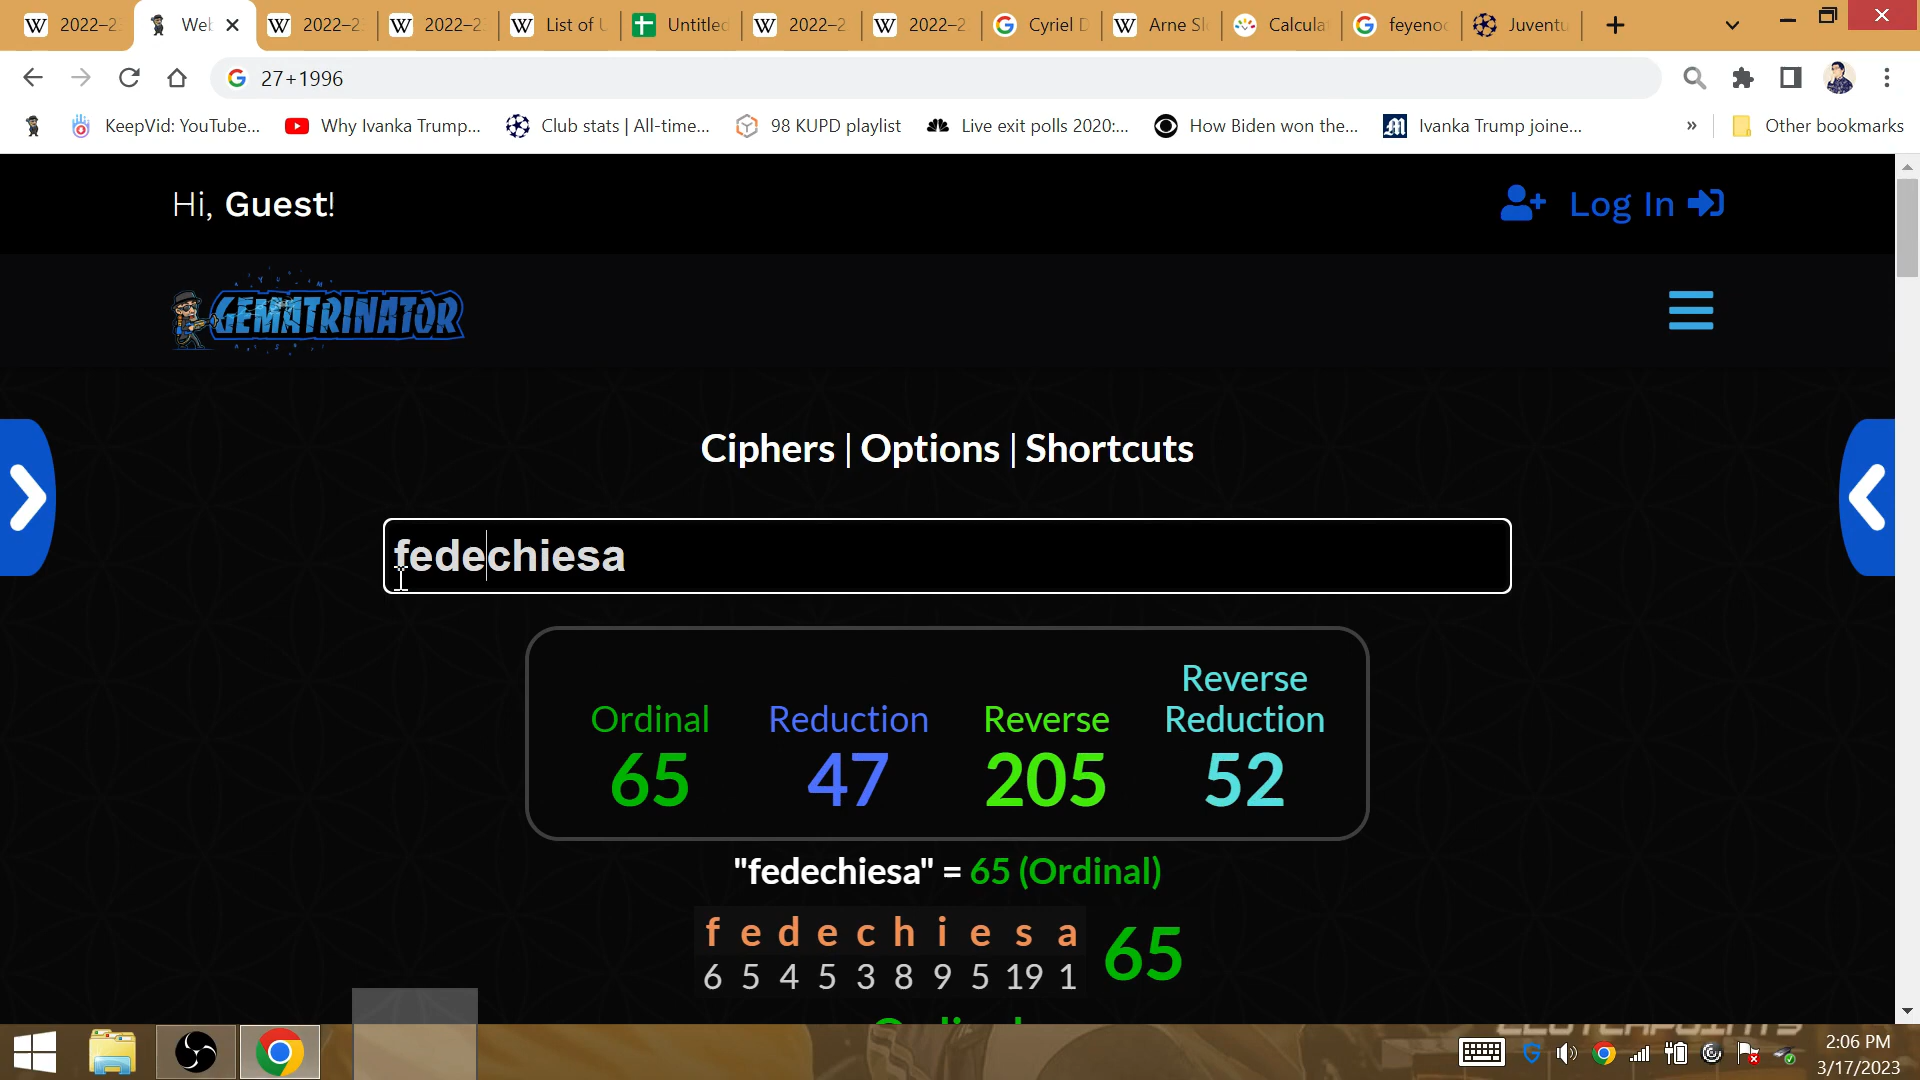 2022–2
Web
2022–2
2022–2
List of U
Untitled
2022–2
2022–2
Cyriel D
Arne Sl
Calcula
feyenoo
Juventu
27+1996
KeepVid: YouTube...
Why Ivanka Trump...
Club stats | All-time...
98 KUPD playlist
Live exit polls 2020:...
How Biden won the...
Ivanka Trump joine...
»
Other bookmarks
Hi, Guest!
Log In
GEMATRINATOR
Ciphers | Options | Shortcuts
fedechiesa
Ordinal
65
Reduction
47
Reverse
205
Reverse
Reduction
52
"fedechiesa" = 65 (Ordinal)
f e d e c h i e s a
6 5 4 5 3 8 9 5 19 1
65
CLUTCHPOINTS
2:06 PM
3/17/2023